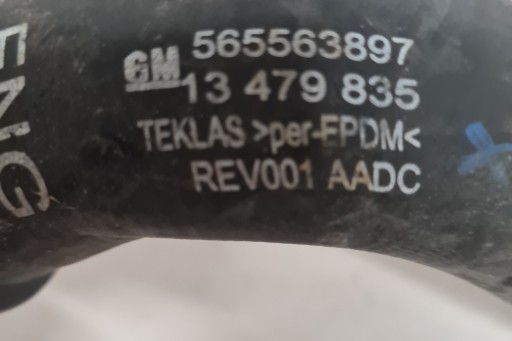 565563897
GM
13 479 835
TEKLAS >per-EPDM<
REV001 AADC
ENG